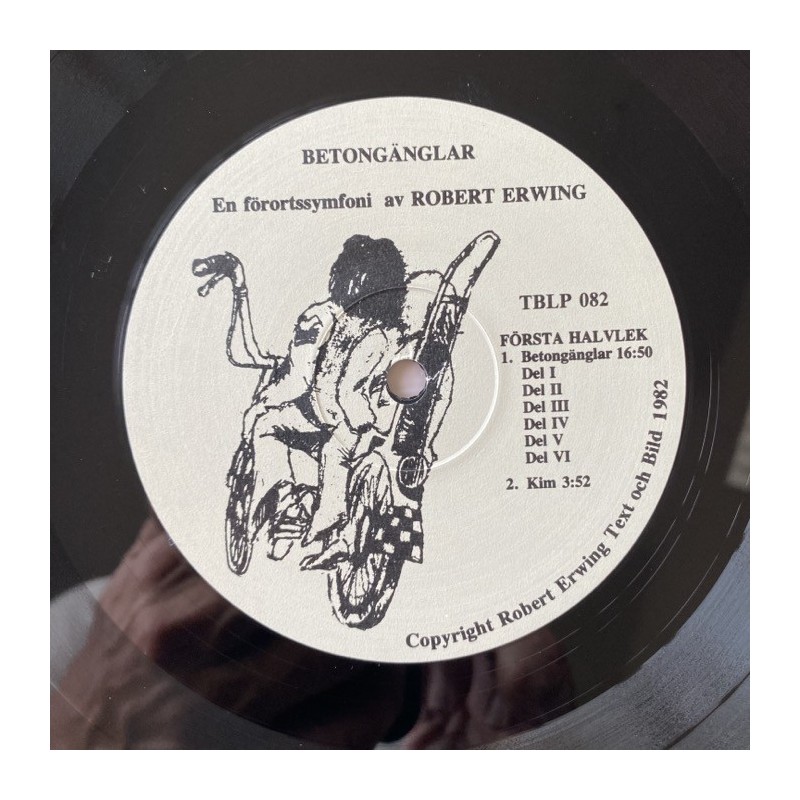 BETONGÄNGLAR
En förortssymfoni av ROBERT ERWING
TBLP 082
FÖRSTA HALVLEK
1. Betongänglar 16:50
Del I
Del II
Del III
Del IV
Del V
Del VI
2. Kim 3:52
Copyright Robert Erwing Text och Bild 1982